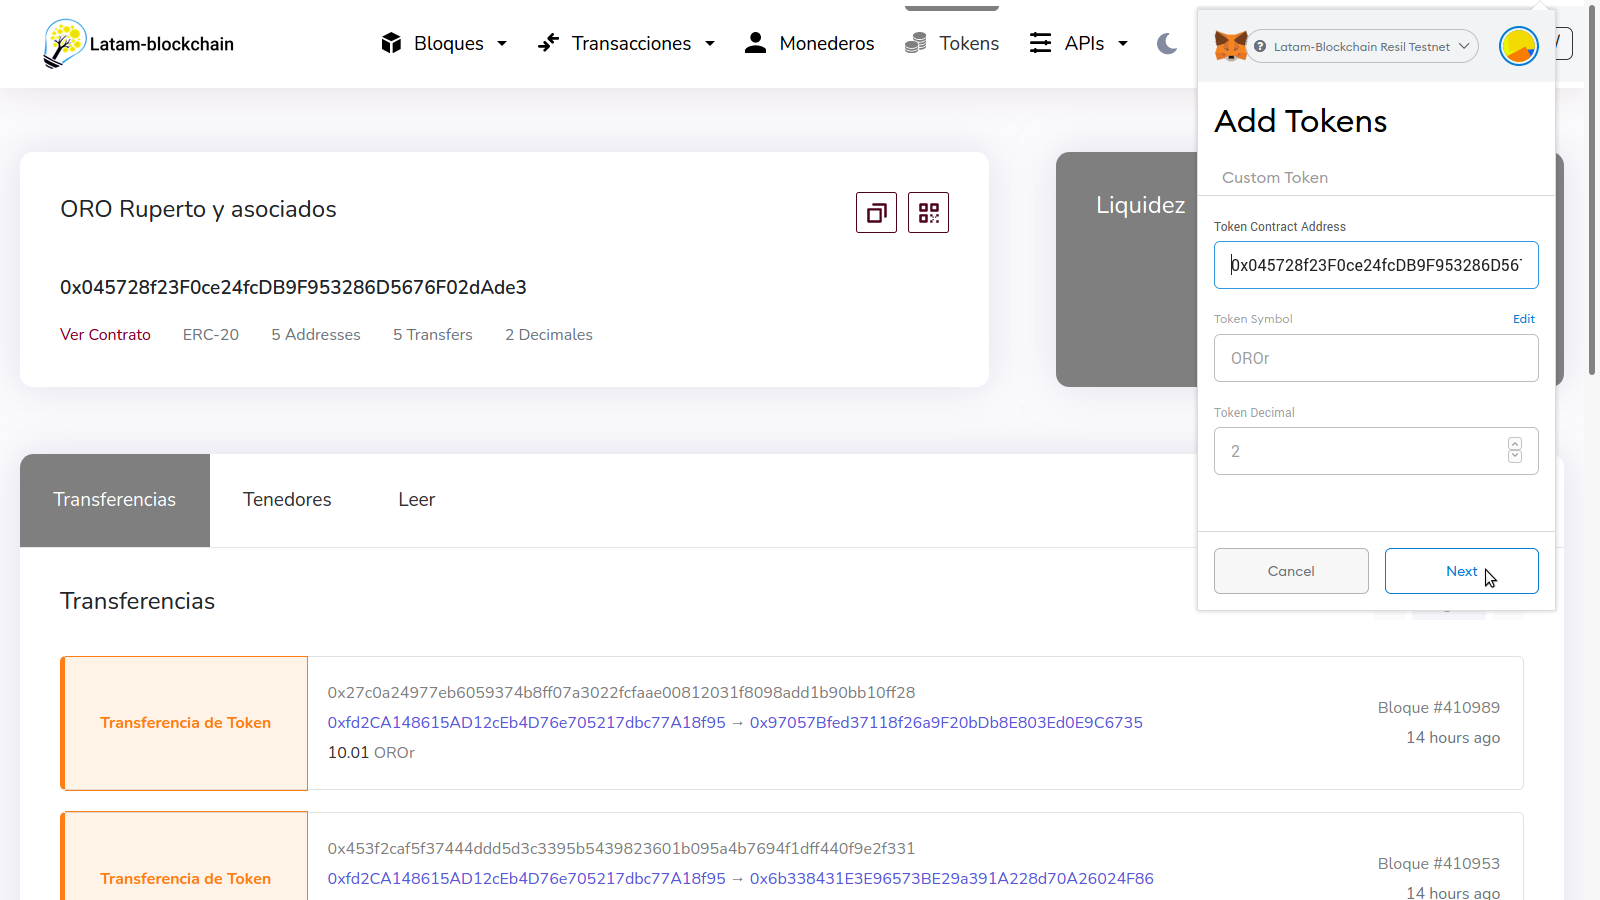 Latam-blockchain
Bloques
Transacciones
Monederos
Tokens
APIs
ORO Ruperto y asociados
0x045728f23F0ce24fcDB9F953286D5676F02dAde3
Ver Contrato
ERC-20
5 Addresses
5 Transfers
2 Decimales
Liquidez
Latam-Blockchain Resil Testnet
Add Tokens
Custom Token
Token Contract Address
0x045728f23F0ce24fcDB9F953286D567
Token Symbol
Edit
OROr
Token Decimal
2
Cancel
Next
Transferencias
Tenedores
Leer
Transferencias
Transferencia de Token
0x27c0a24977eb6059374b8ff07a3022fcfaae00812031f8098add1b90bb10ff28
0xfd2CA148615AD12cEb4D76e705217dbc77A18f95 → 0x97057Bfed37118f26a9F20bDb8E803Ed0E9C6735
10.01 OROr
Bloque #410989
14 hours ago
Transferencia de Token
0x453f2caf5f37444ddd5d3c3395b5439823601b095a4b7694f1dff440f9e2f331
0xfd2CA148615AD12cEb4D76e705217dbc77A18f95 → 0x6b338431E3E96573BE29a391A228d70A26024F86
Bloque #410953
14 hours ago